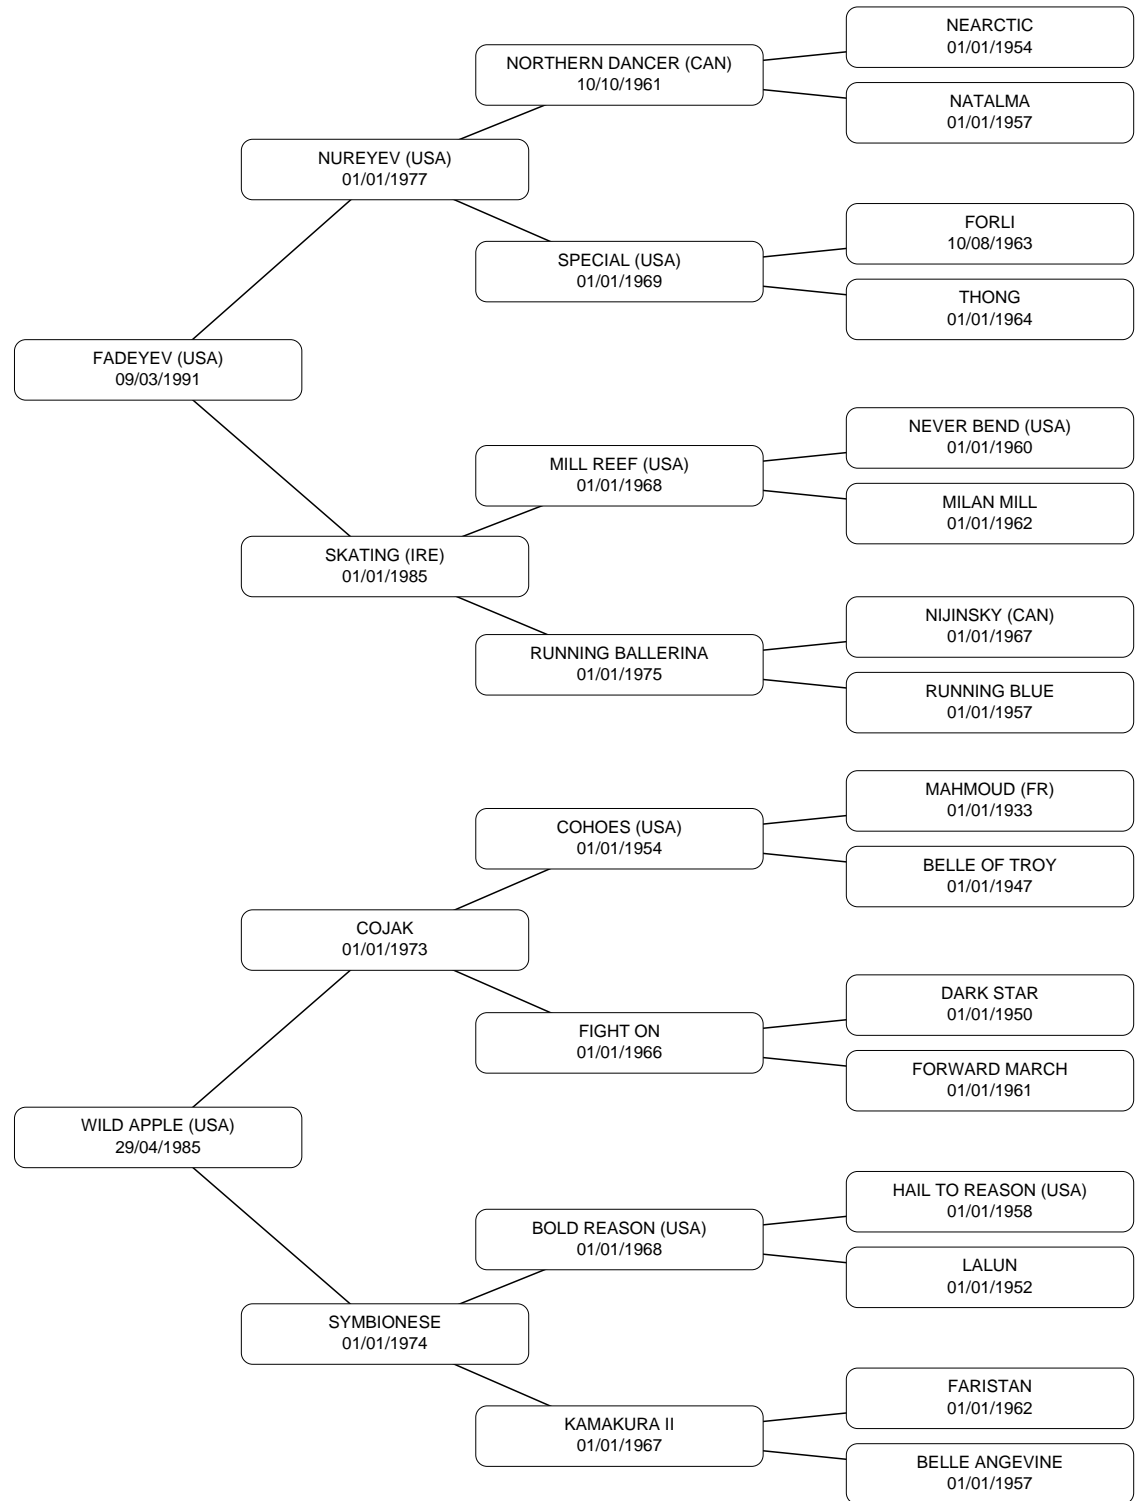 NEARCTIC
01/01/1954
NORTHERN DANCER (CAN)
10/10/1961
NATALMA
01/01/1957
NUREYEV (USA)
01/01/1977
FORLI
10/08/1963
SPECIAL (USA)
01/01/1969
THONG
01/01/1964
FADEYEV (USA)
09/03/1991
NEVER BEND (USA)
01/01/1960
MILL REEF (USA)
01/01/1968
MILAN MILL
01/01/1962
SKATING (IRE)
01/01/1985
NIJINSKY (CAN)
01/01/1967
RUNNING BALLERINA
01/01/1975
RUNNING BLUE
01/01/1957
MAHMOUD (FR)
01/01/1933
COHOES (USA)
01/01/1954
BELLE OF TROY
01/01/1947
COJAK
01/01/1973
DARK STAR
01/01/1950
FIGHT ON
01/01/1966
FORWARD MARCH
01/01/1961
WILD APPLE (USA)
29/04/1985
HAIL TO REASON (USA)
01/01/1958
BOLD REASON (USA)
01/01/1968
LALUN
01/01/1952
SYMBIONESE
01/01/1974
FARISTAN
01/01/1962
KAMAKURA II
01/01/1967
BELLE ANGEVINE
01/01/1957